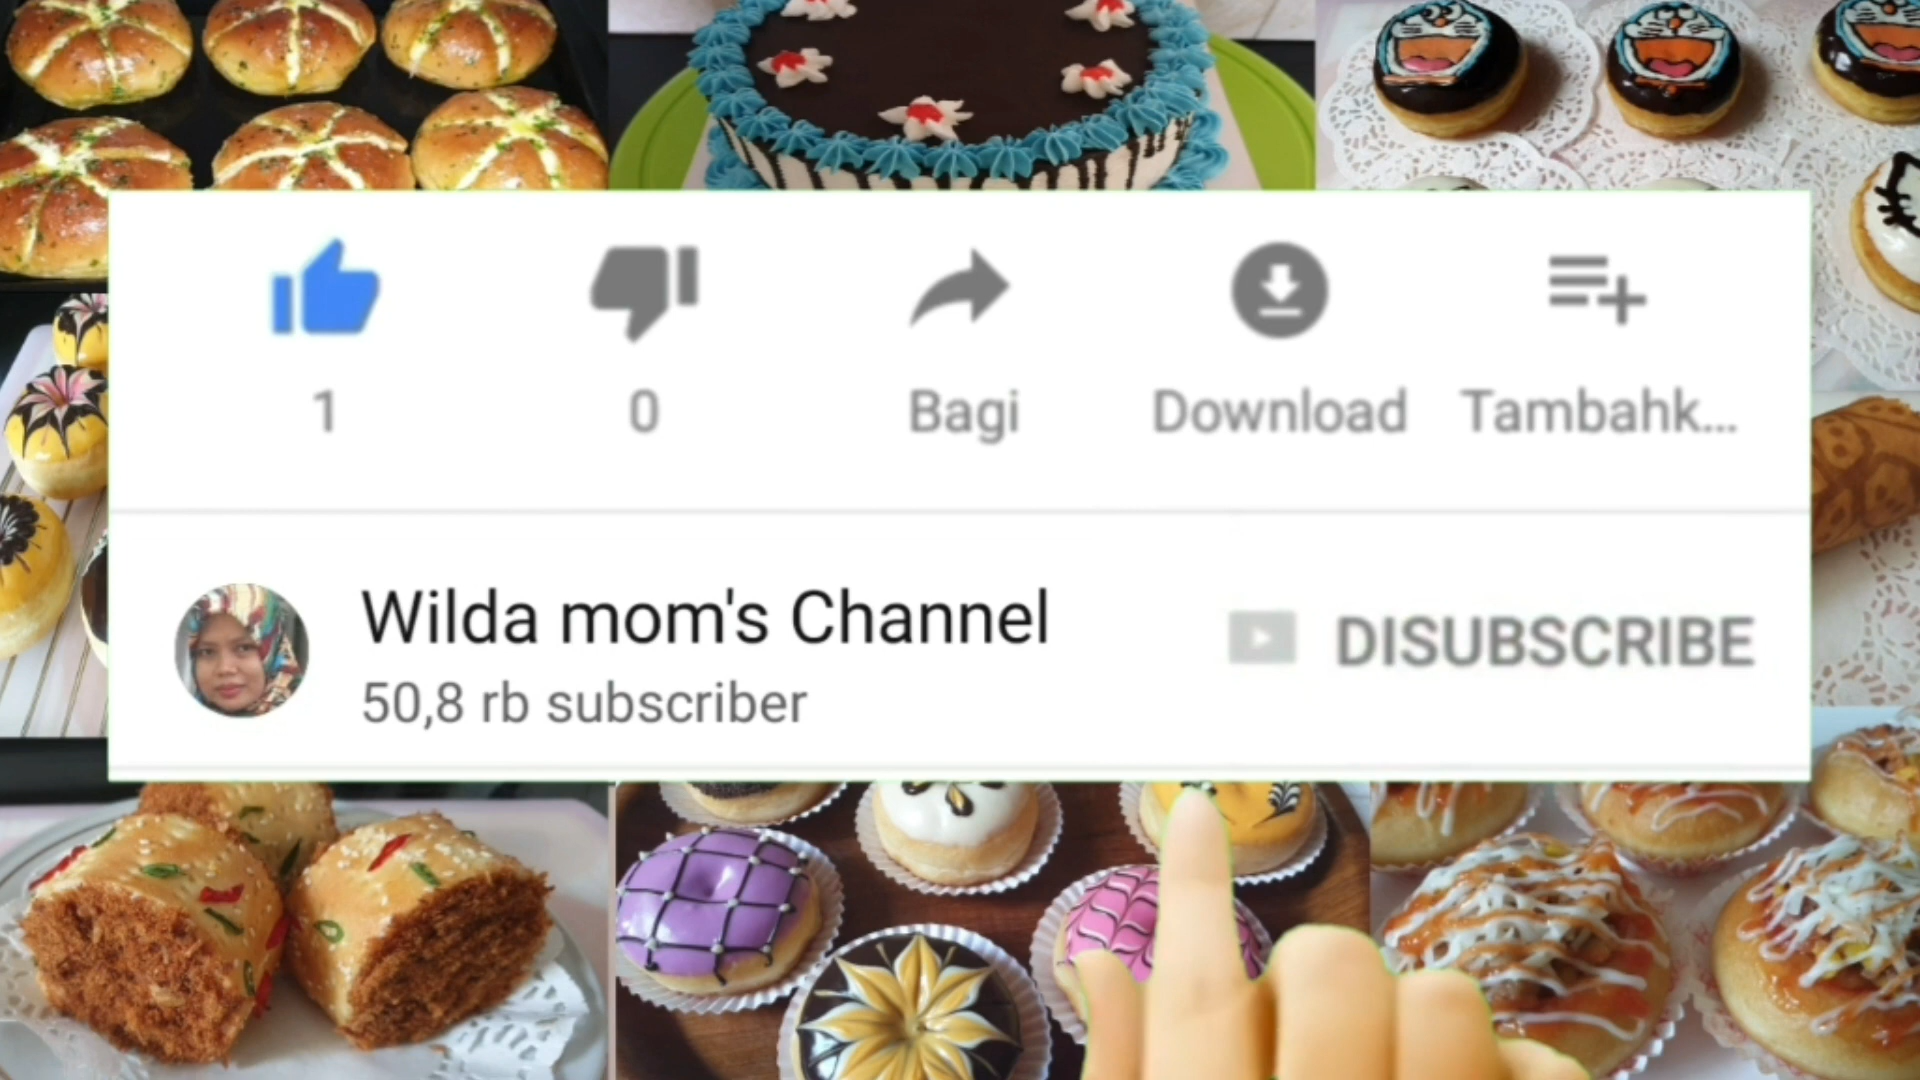 1
0
Bagi
Download
Tambahk...
Wilda mom's Channel
DISUBSCRIBE
50,8 rb subscriber